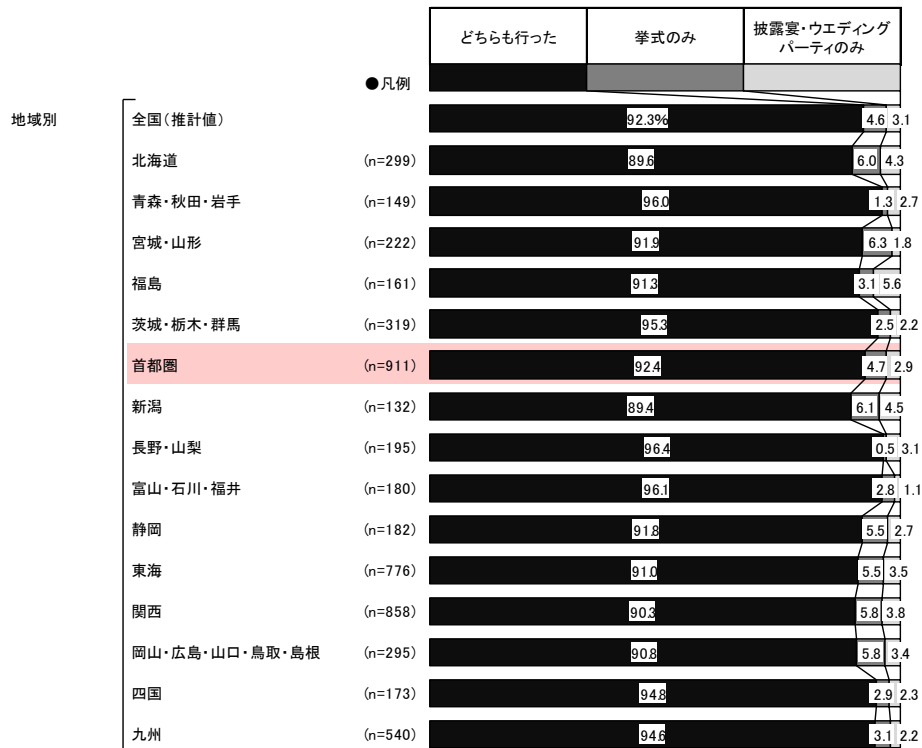 どちらも行った 挙式のみ 披露宴・ウエディング
パーティのみ
●凡例
地域別
全国(推計値) 92.3% 4.6 3.1
北海道 (n=299) 89.6 6.0 4.3
青森・秋田・岩手 (n=149) 96.0 1.3 2.7
宮城・山形 (n=222) 91.9 6.3 1.8
福島 (n=161) 91.3 3.1 5.6
茨城・栃木・群馬 (n=319) 95.3 2.5 2.2
首都圏 (n=911) 92.4 4.7 2.9
新潟 (n=132) 89.4 6.1 4.5
長野・山梨 (n=195) 96.4 0.5 3.1
富山・石川・福井 (n=180) 96.1 2.8 1.1
静岡 (n=182) 91.8 5.5 2.7
東海 (n=776) 91.0 5.5 3.5
関西 (n=858) 90.3 5.8 3.8
岡山・広島・山口・鳥取・島根 (n=295) 90.8 5.8 3.4
四国 (n=173) 94.8 2.9 2.3
九州 (n=540) 94.6 3.1 2.2